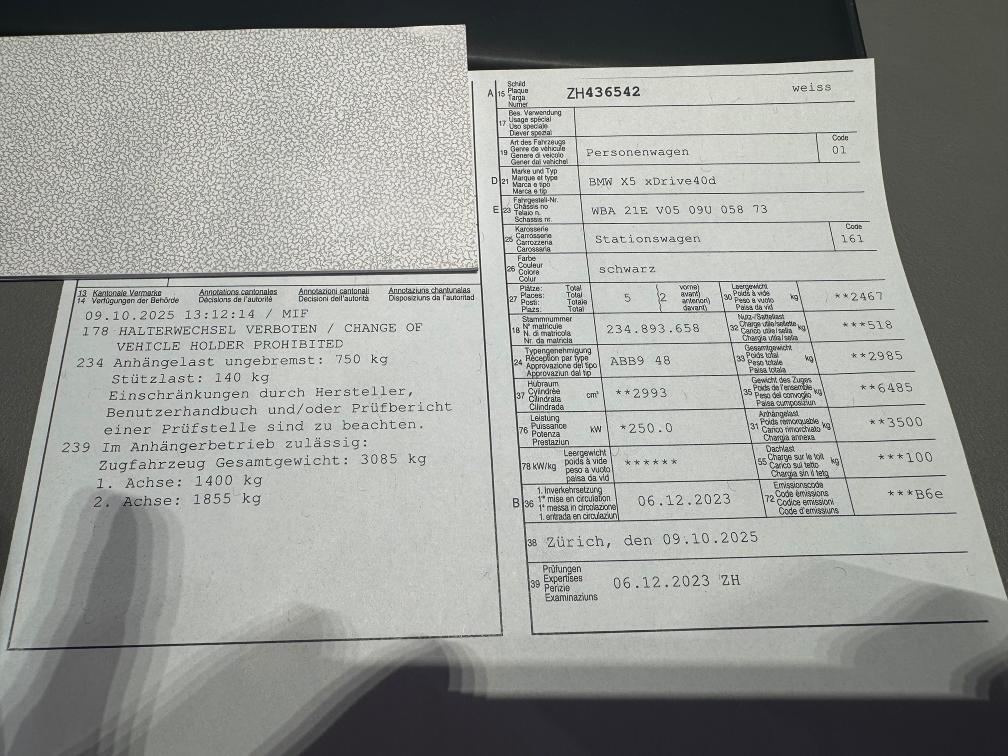 13 Kantonale Vermerke Annotations cantonales Annotazioni cantonali Annotaziuns chantunalas
14 Verfügungen der Behörde Décisions de l'autorité Decisioni dell'autorità Disposiziuns da l'autoritad
09.10.2025 13:12:14 / MIF
178 HALTERWECHSEL VERBOTEN / CHANGE OF
VEHICLE HOLDER PROHIBITED
234 Anhängelast ungebremst: 750 kg
Stützlast: 140 kg
Einschränkungen durch Hersteller,
Benutzerhandbuch und/oder Prüfbericht
einer Prüfstelle sind zu beachten.
239 Im Anhängerbetrieb zulässig:
Zugfahrzeug Gesamtgewicht: 3085 kg
1. Achse: 1400 kg
2. Achse: 1855 kg
A 15 Schild
Plaque
Targa
Numer
ZH436542 weiss
17 Bes. Verwendung
Usage spécial
Uso speciale
Diever spezial
19 Art des Fahrzeugs
Genre de véhicule
Genere di veicolo
Gener dal vehichel
Personenwagen
Code
01
D 21 Marke und Typ
Marque et type
Marca e tipo
Marca e tip
BMW X5 xDrive40d
E 23 Fahrgestell-Nr.
Châssis no
Telaio n.
Schassis nr.
WBA 21E V05 09U 058 73
25 Karosserie
Carrosserie
Carrozzeria
Carossaria
Stationswagen
Code
161
26 Farbe
Couleur
Colore
Colur
schwarz
27 Plätze: Total
Places: Total
Posti: Totale
Plazs: Total
5 (2 vorne)
avant)
anteriori)
davant)
30 Leergewicht
Poids à vide
Peso a vuoto
Paisa da vid
kg
**2467
18 Stammnummer
N° matricule
N. di matricola
Nr. da matricla
234.893.658
32 Nutz-/Sattellast
Charge utile/sellette
Carico utile/sella
Chargia utila/sella
kg
***518
24 Typengenehmigung
Réception par type
Approvazione del tipo
Approvaziun dal tip
ABB9 48
33 Gesamtgewicht
Poids total
Peso totale
Paisa totala
kg
**2985
37 Hubraum
Cylindrée
Cilindrata
Cilindrada
cm³
**2993
35 Gewicht des Zuges
Poids de l'ensemble
Peso del convoglio
Paisa cumposiziun
kg
**6485
76 Leistung
Puissance
Potenza
Prestaziun
kW
*250.0
31 Anhängelast
Poids remorquable
Carico rimorchiato
Chargia annexa
kg
**3500
78 kW/kg Leergewicht
poids à vide
peso a vuoto
paisa da vid
******
55 Dachlast
Charge sur le toit
Carico sul tetto
Chargia sin il tetg
kg
***100
B 36 1. Inverkehrsetzung
1re mise en circulation
1a messa in circolazione
1. entrada en circulaziun
06.12.2023
72 Emissionscode
Code émissions
Codice emissioni
Code d'emissiuns
***B6e
38 Zürich, den 09.10.2025
39 Prüfungen
Expertises
Perizie
Examinaziuns
06.12.2023 ZH